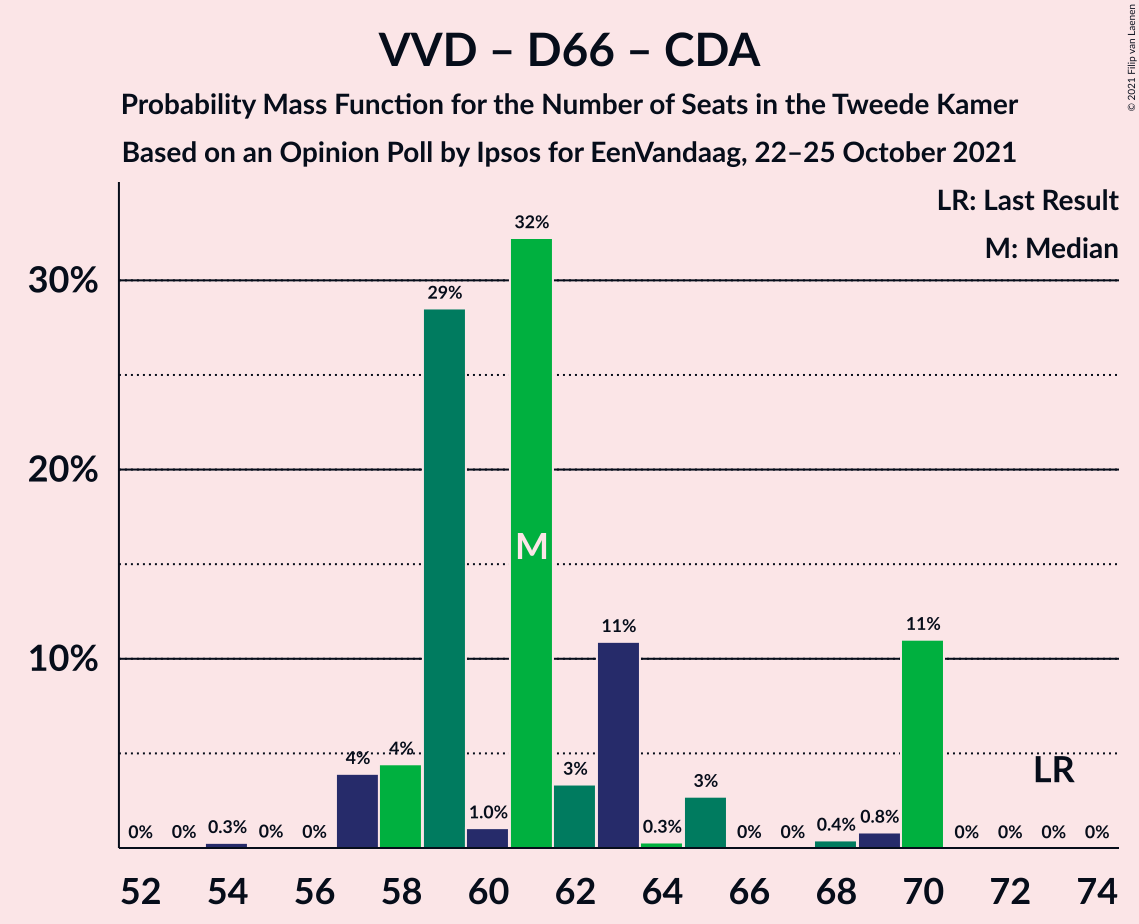 VVD – D66 – CDA
Probability Mass Function for the Number of Seats in the Tweede Kamer
Based on an Opinion Poll by Ipsos for EenVandaag, 22–25 October 2021
© 2021 Filip van Laenen
LR: Last Result
M: Median
30%
20%
10%
0% 0% 0.3% 0% 0% 4% 4% 29% 1.0% 32% 3% 11% 0.3% 3% 0% 0% 0.4% 0.8% 11% 0% 0% 0% 0%
M
LR
52 54 56 58 60 62 64 66 68 70 72 74